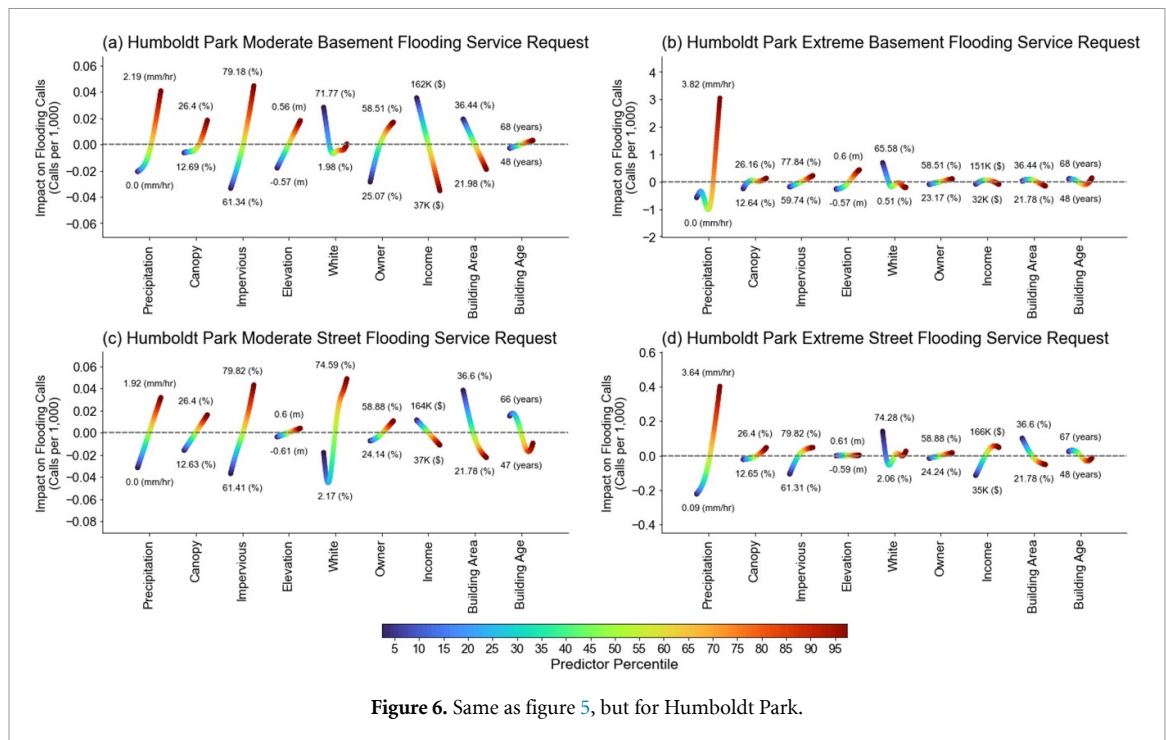 (a) Humboldt Park Moderate Basement Flooding Service Request
Impact on Flooding Calls
(Calls per 1,000)
0.06
0.04
0.02
0.00
−0.02
−0.04
−0.06
2.19 (mm/hr)
0.0 (mm/hr)
26.4 (%)
12.69 (%)
79.18 (%)
61.34 (%)
0.56 (m)
-0.57 (m)
71.77 (%)
1.98 (%)
58.51 (%)
25.07 (%)
162K ($)
37K ($)
36.44 (%)
21.98 (%)
68 (years)
48 (years)
Precipitation
Canopy
Impervious
Elevation
White
Owner
Income
Building Area
Building Age
(b) Humboldt Park Extreme Basement Flooding Service Request
Impact on Flooding Calls
(Calls per 1,000)
4
3
2
1
0
−1
−2
3.82 (mm/hr)
0.0 (mm/hr)
26.16 (%)
12.64 (%)
77.84 (%)
59.74 (%)
0.6 (m)
-0.57 (m)
65.58 (%)
0.51 (%)
58.51 (%)
23.17 (%)
151K ($)
32K ($)
36.44 (%)
21.78 (%)
68 (years)
48 (years)
Precipitation
Canopy
Impervious
Elevation
White
Owner
Income
Building Area
Building Age
(c) Humboldt Park Moderate Street Flooding Service Request
Impact on Flooding Calls
(Calls per 1,000)
0.06
0.04
0.02
0.00
−0.02
−0.04
−0.06
−0.08
1.92 (mm/hr)
0.0 (mm/hr)
26.4 (%)
12.63 (%)
79.82 (%)
61.41 (%)
0.6 (m)
-0.61 (m)
74.59 (%)
2.17 (%)
58.88 (%)
24.14 (%)
164K ($)
37K ($)
36.6 (%)
21.78 (%)
66 (years)
47 (years)
Precipitation
Canopy
Impervious
Elevation
White
Owner
Income
Building Area
Building Age
(d) Humboldt Park Extreme Street Flooding Service Request
Impact on Flooding Calls
(Calls per 1,000)
0.6
0.4
0.2
0.0
−0.2
−0.4
3.64 (mm/hr)
0.09 (mm/hr)
26.4 (%)
12.65 (%)
79.82 (%)
61.31 (%)
0.61 (m)
-0.59 (m)
74.28 (%)
2.06 (%)
58.88 (%)
24.24 (%)
166K ($)
35K ($)
36.6 (%)
21.78 (%)
67 (years)
48 (years)
Precipitation
Canopy
Impervious
Elevation
White
Owner
Income
Building Area
Building Age
5 10 15 20 25 30 35 40 45 50 55 60 65 70 75 80 85 90 95
Predictor Percentile
Figure 6. Same as figure 5, but for Humboldt Park.